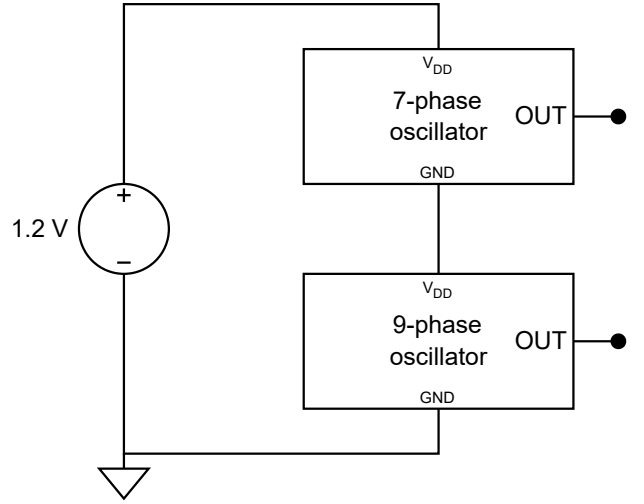 V_DD
7-phase
oscillator
OUT
GND
+
1.2 V
−
V_DD
9-phase
oscillator
OUT
GND